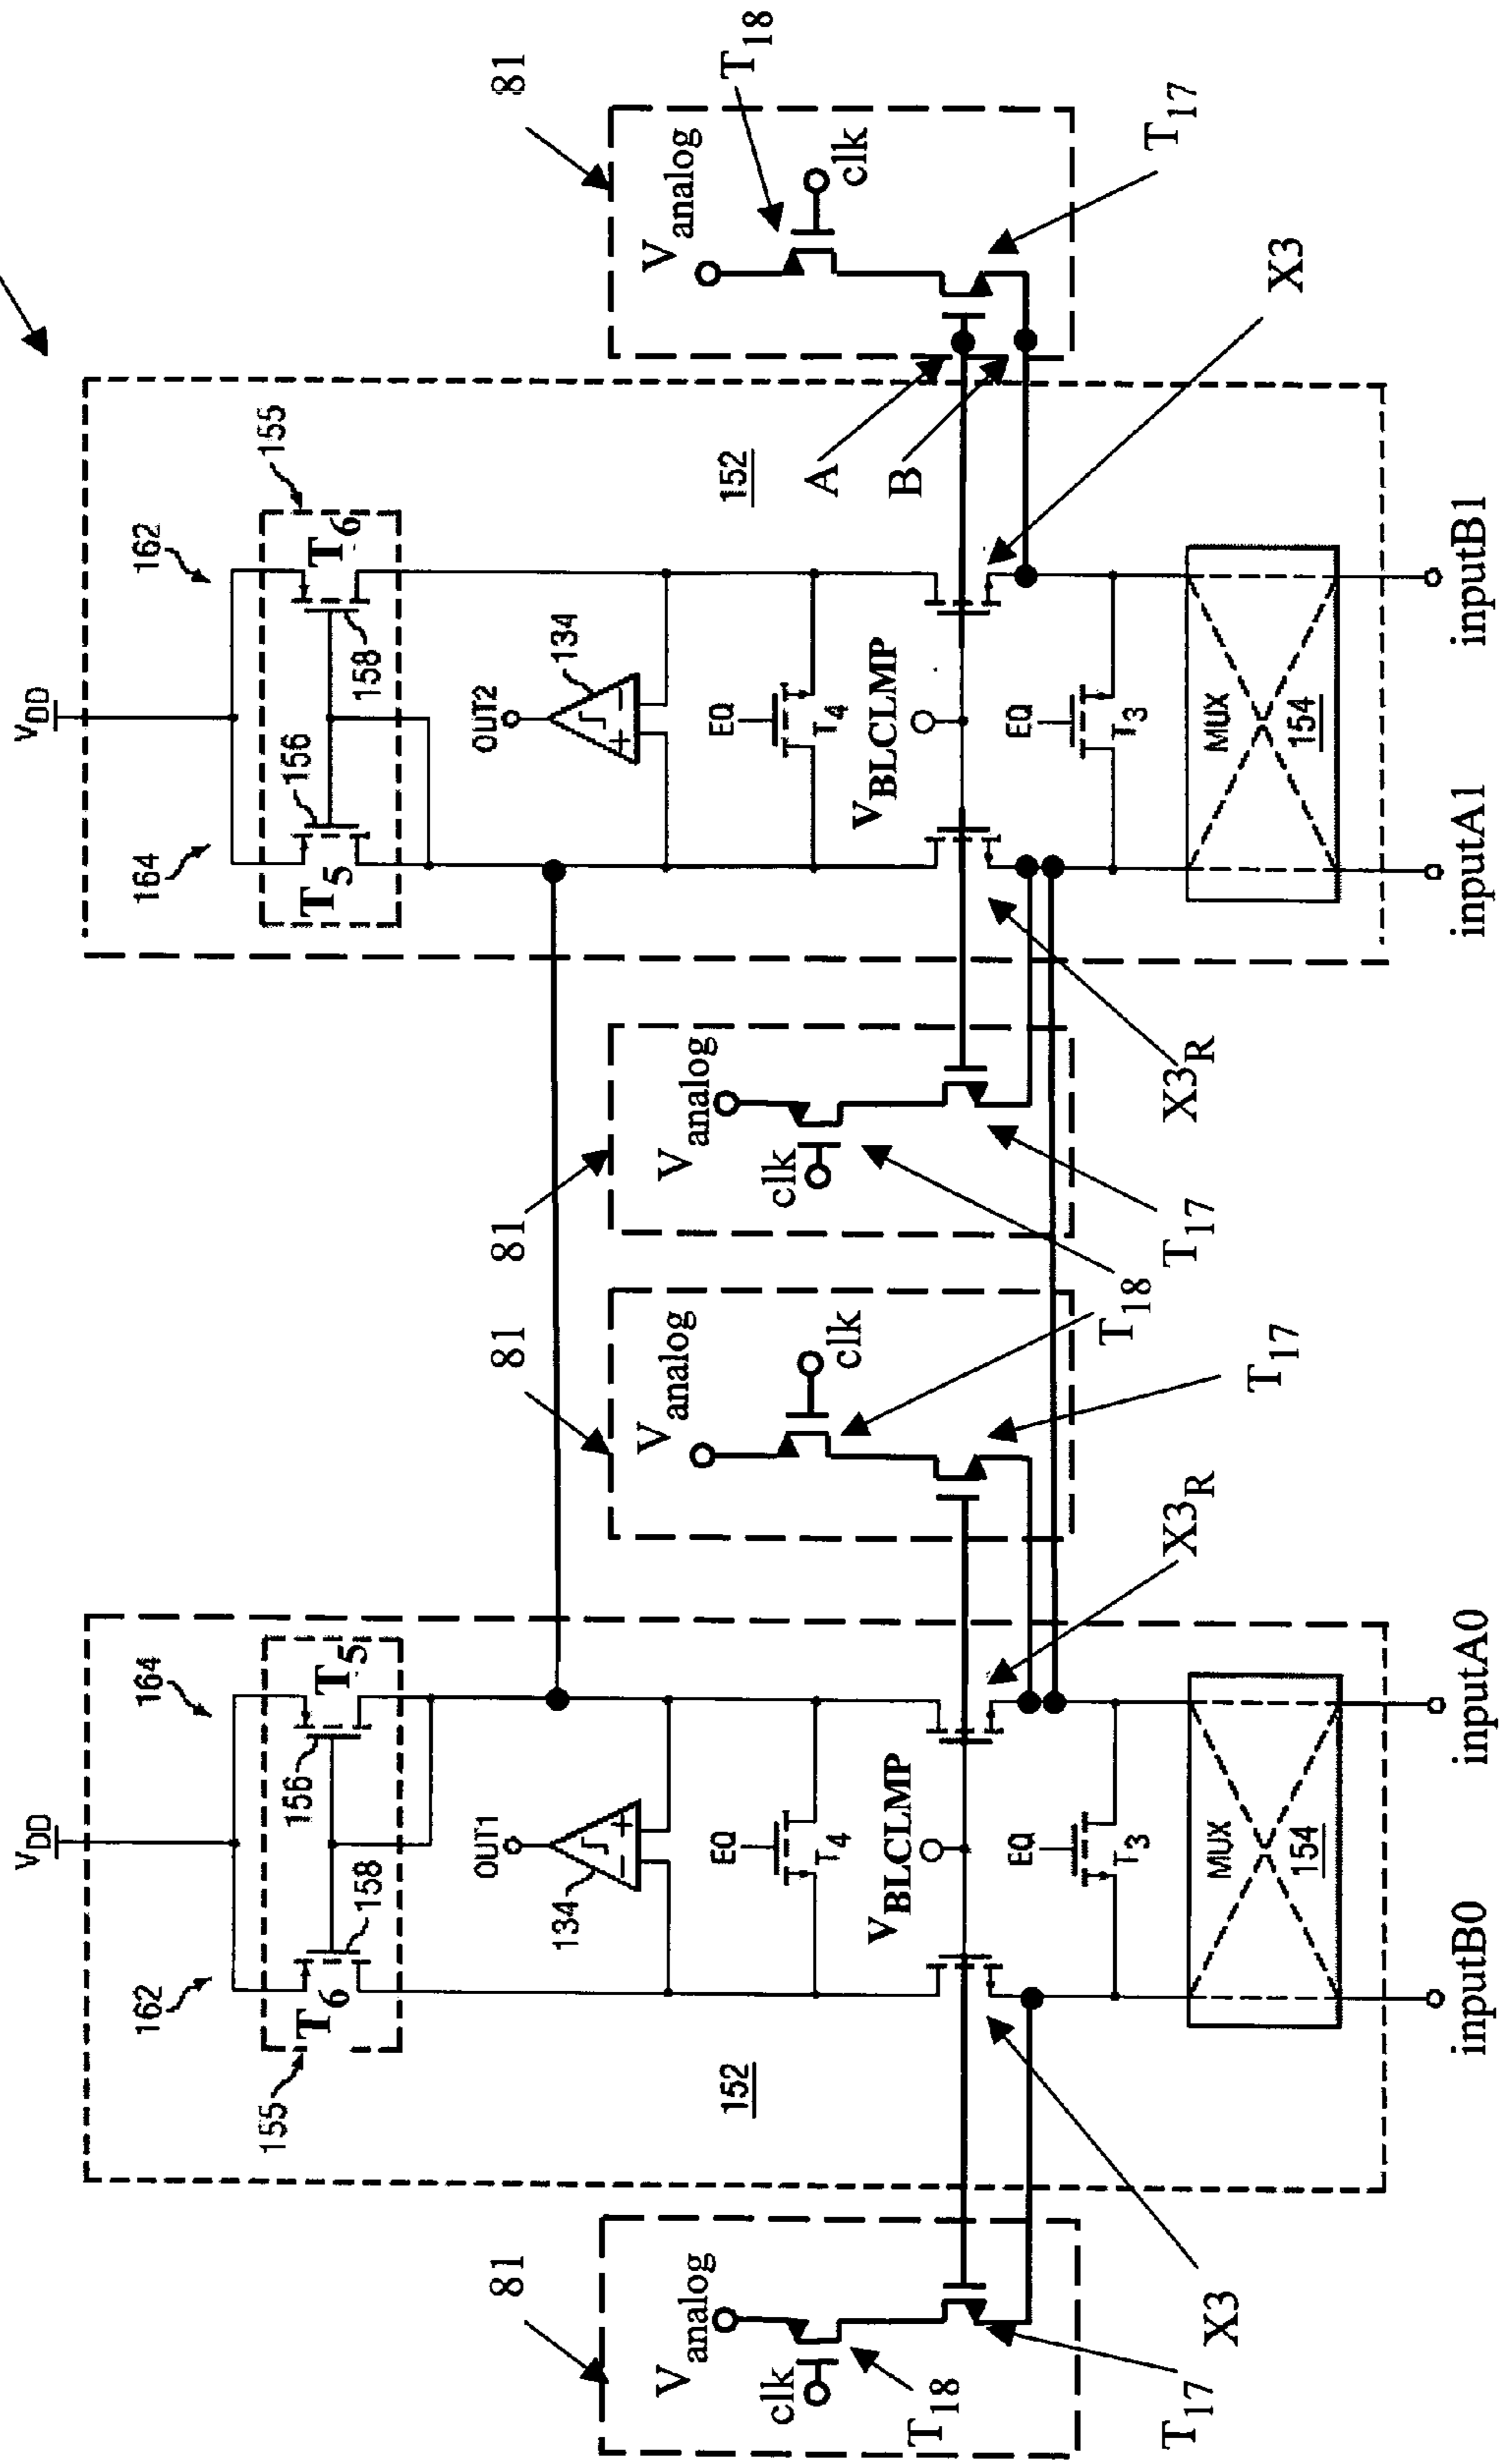 VDD VDD
162 164 164 162
155 155
T6 T5 T5 T6
158 156 156 158
OUT1 OUT2
81 81 81 81
134 134
Vanalog Vanalog Vanalog Vanalog
152 EQ EQ 152 T18
clk clk clk clk
T4 T4 A
VBLCLMP VBLCLMP B
T18
EQ EQ
T3 T18 T3
T17 X3R T17 X3R T17
X3 MUX MUX
T17 X3
154 154
inputB0 inputA0 inputA1 inputB1